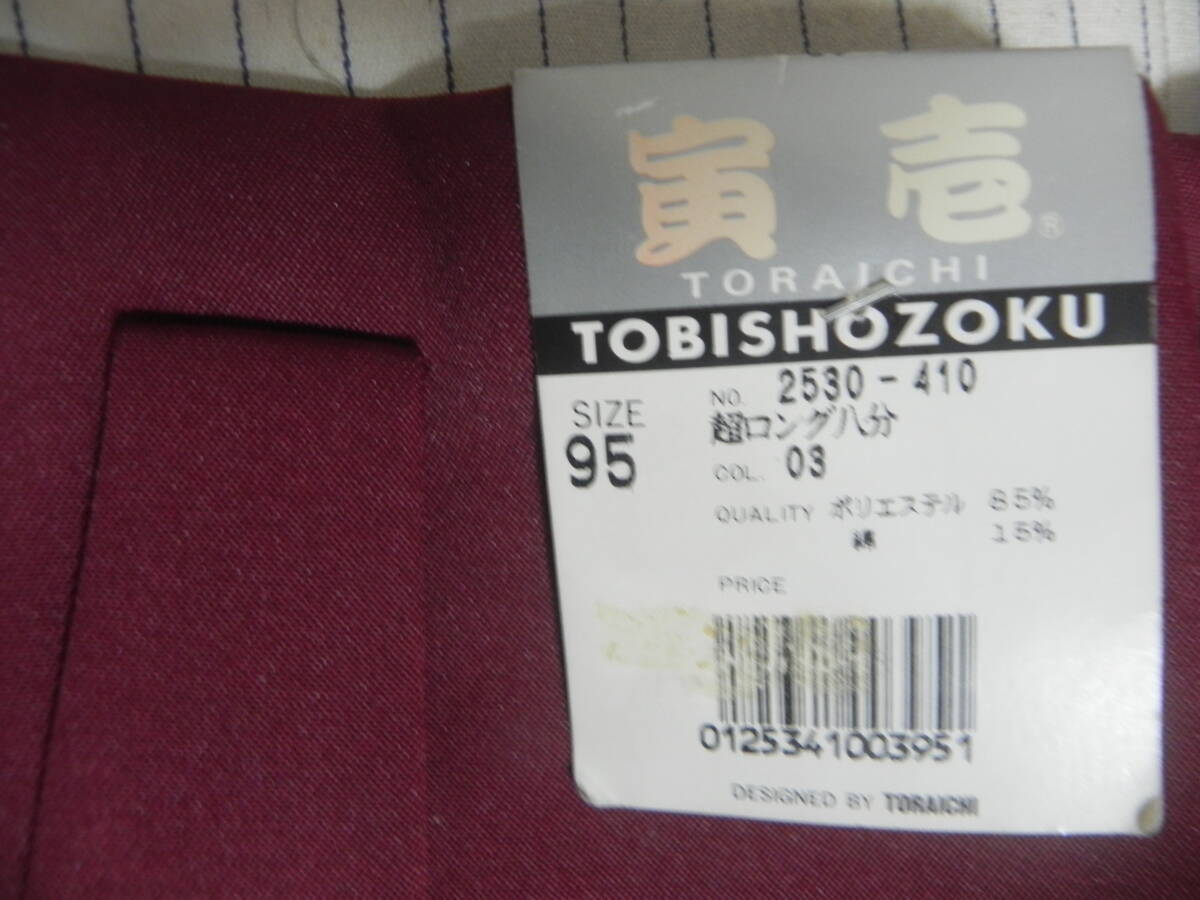 寅壱®
TORAICHI
TOBISHOZOKU
SIZE
95
NO. 2530-410
超ロング八分
COL. 03
QUALITY ポリエステル 85%
綿 15%
PRICE
0125341003951
DESIGNED BY TORAICHI